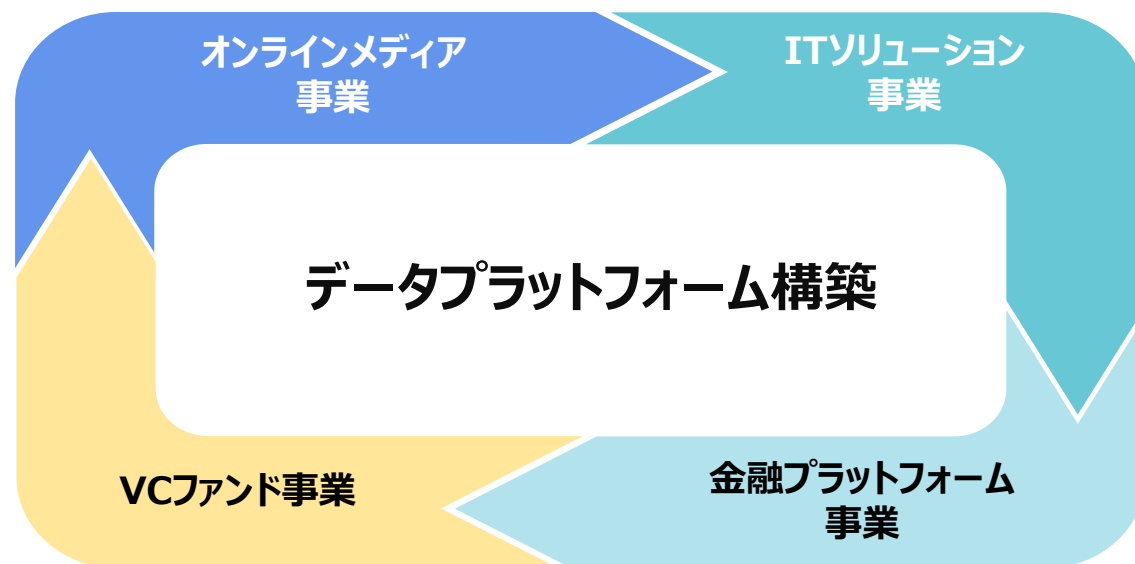 オンラインメディア
事業
ITソリューション
事業
データプラットフォーム構築
VCファンド事業
金融プラットフォーム
事業